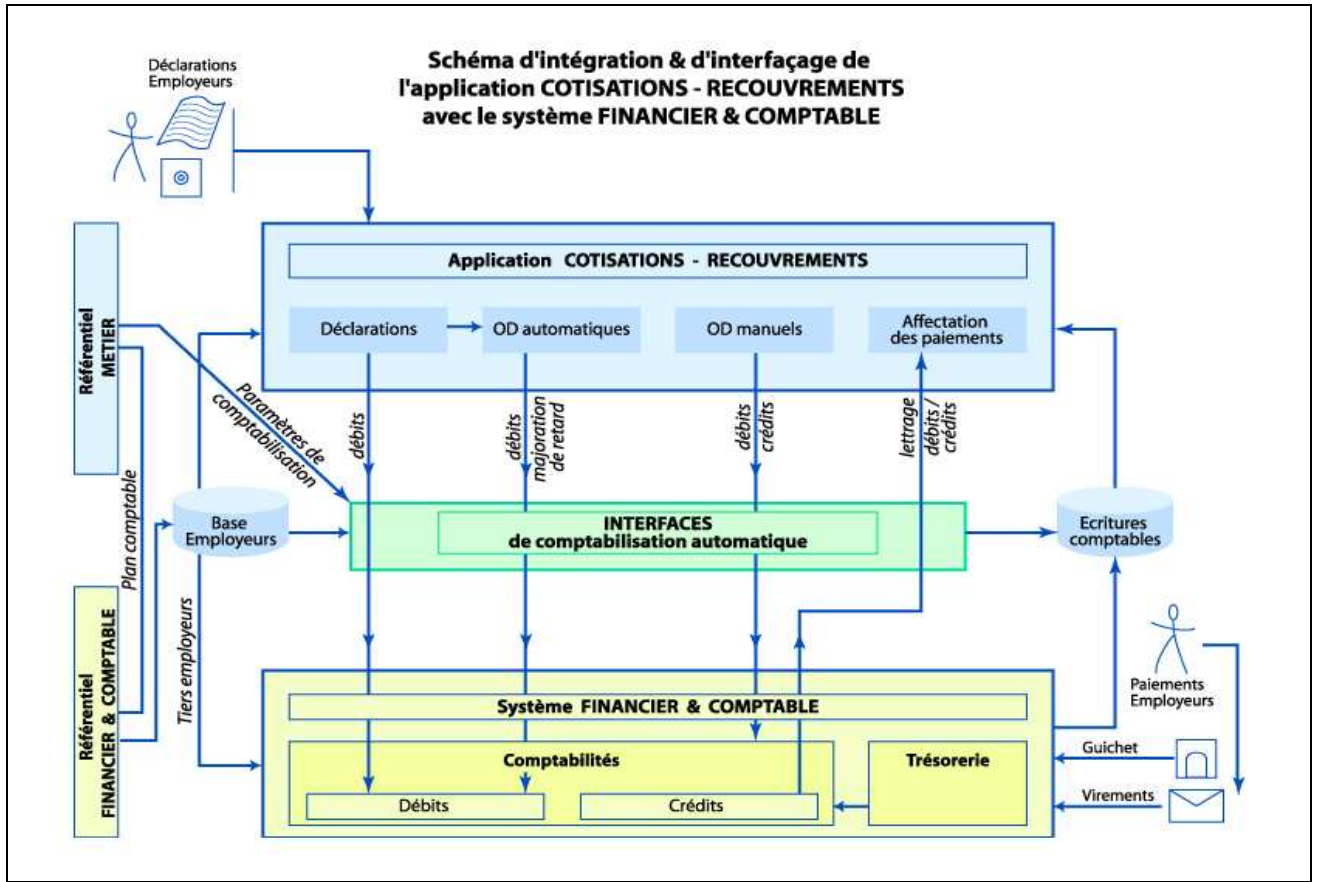 Schéma d'intégration & d'interfaçage de
l'application COTISATIONS - RECOUVREMENTS
avec le système FINANCIER & COMPTABLE
Déclarations
Employeurs
Référentiel
METIER
Application COTISATIONS - RECOUVREMENTS
Déclarations
OD automatiques
OD manuels
Affectation
des paiements
Paramètres de
comptabilisation
débits
débits
majoration
de retard
débits
crédits
lettrage
débits /
crédits
Plan comptable
Base
Employeurs
INTERFACES
de comptabilisation automatique
Ecritures
comptables
Référentiel
FINANCIER & COMPTABLE
Tiers employeurs
Système FINANCIER & COMPTABLE
Comptabilités
Débits
Crédits
Trésorerie
Paiements
Employeurs
Guichet
Virements